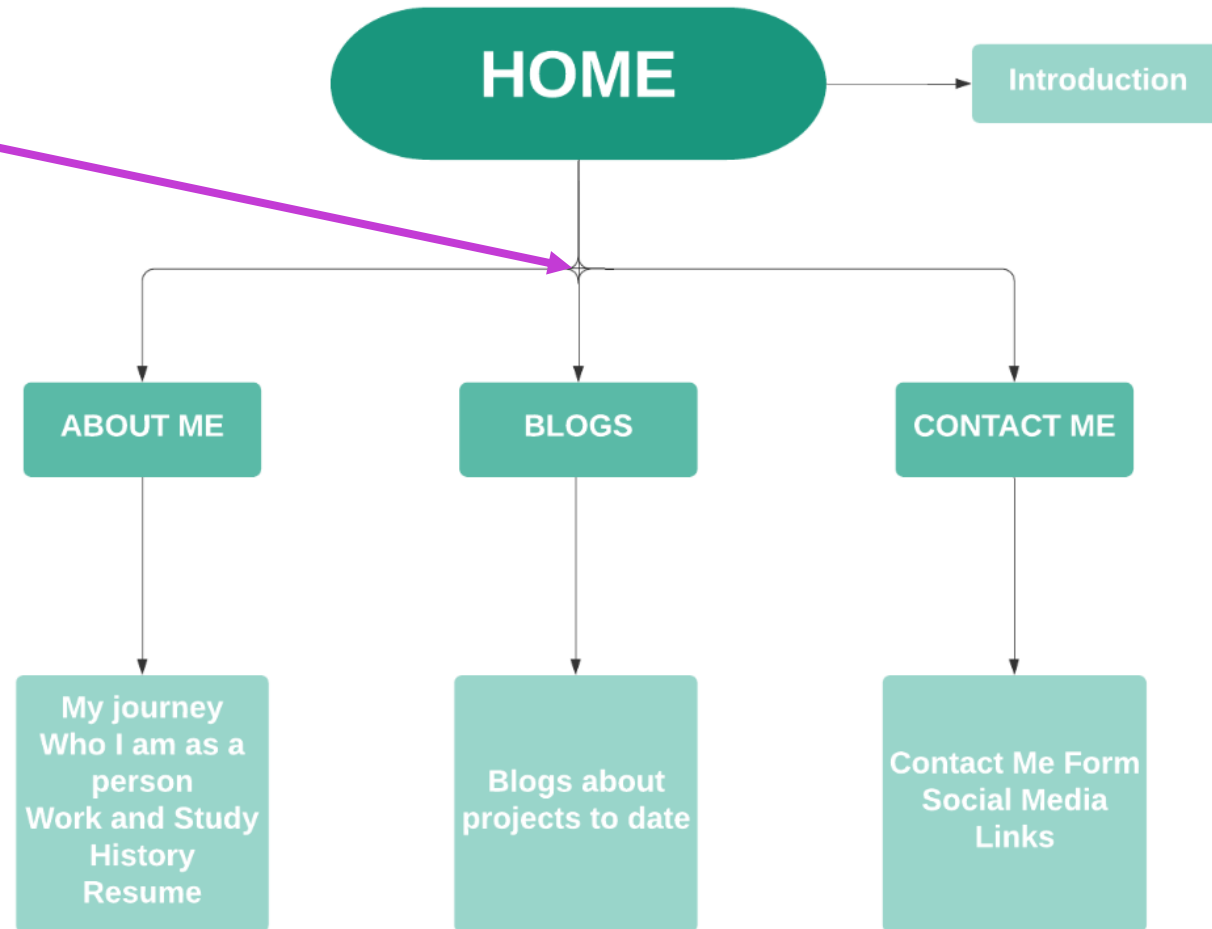 HOME
Introduction
ABOUT ME
BLOGS
CONTACT ME
My journey
Who I am as a
person
Work and Study
History
Resume
Blogs about
projects to date
Contact Me Form
Social Media
Links